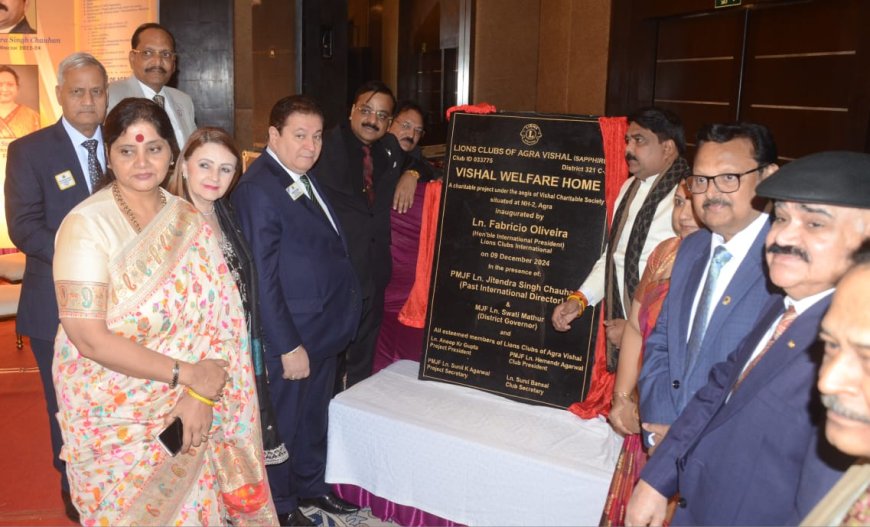 ra Singh Chauhan
LIONS CLUBS OF AGRA VISHAL (SAPPHIRE
Club ID 033775
District 321 C-
VISHAL WELFARE HOME
A charitable project under the aegis of Vishal Charitable Society
situated at NH-2, Agra
inaugurated by
Ln. Fabricio Oliveira
(Hon'ble International President)
Lions Clubs International
on 09 December 2024
In the presence of:
PMJF Ln. Jitendra Singh Chauha
(Past International Director)
&
MJF Ln. Swati Mathur
(District Governor)
and
All esteemed members of Lions Clubs of Agra Vishal
Ln. Anoop Kr Gupta
Project President
PMJF Ln. Hemendr Agarwal
Club President
PMJF Ln. Sunil K Agarwal
Project Secretary
Ln. Sunil Bansal
Club Secretary